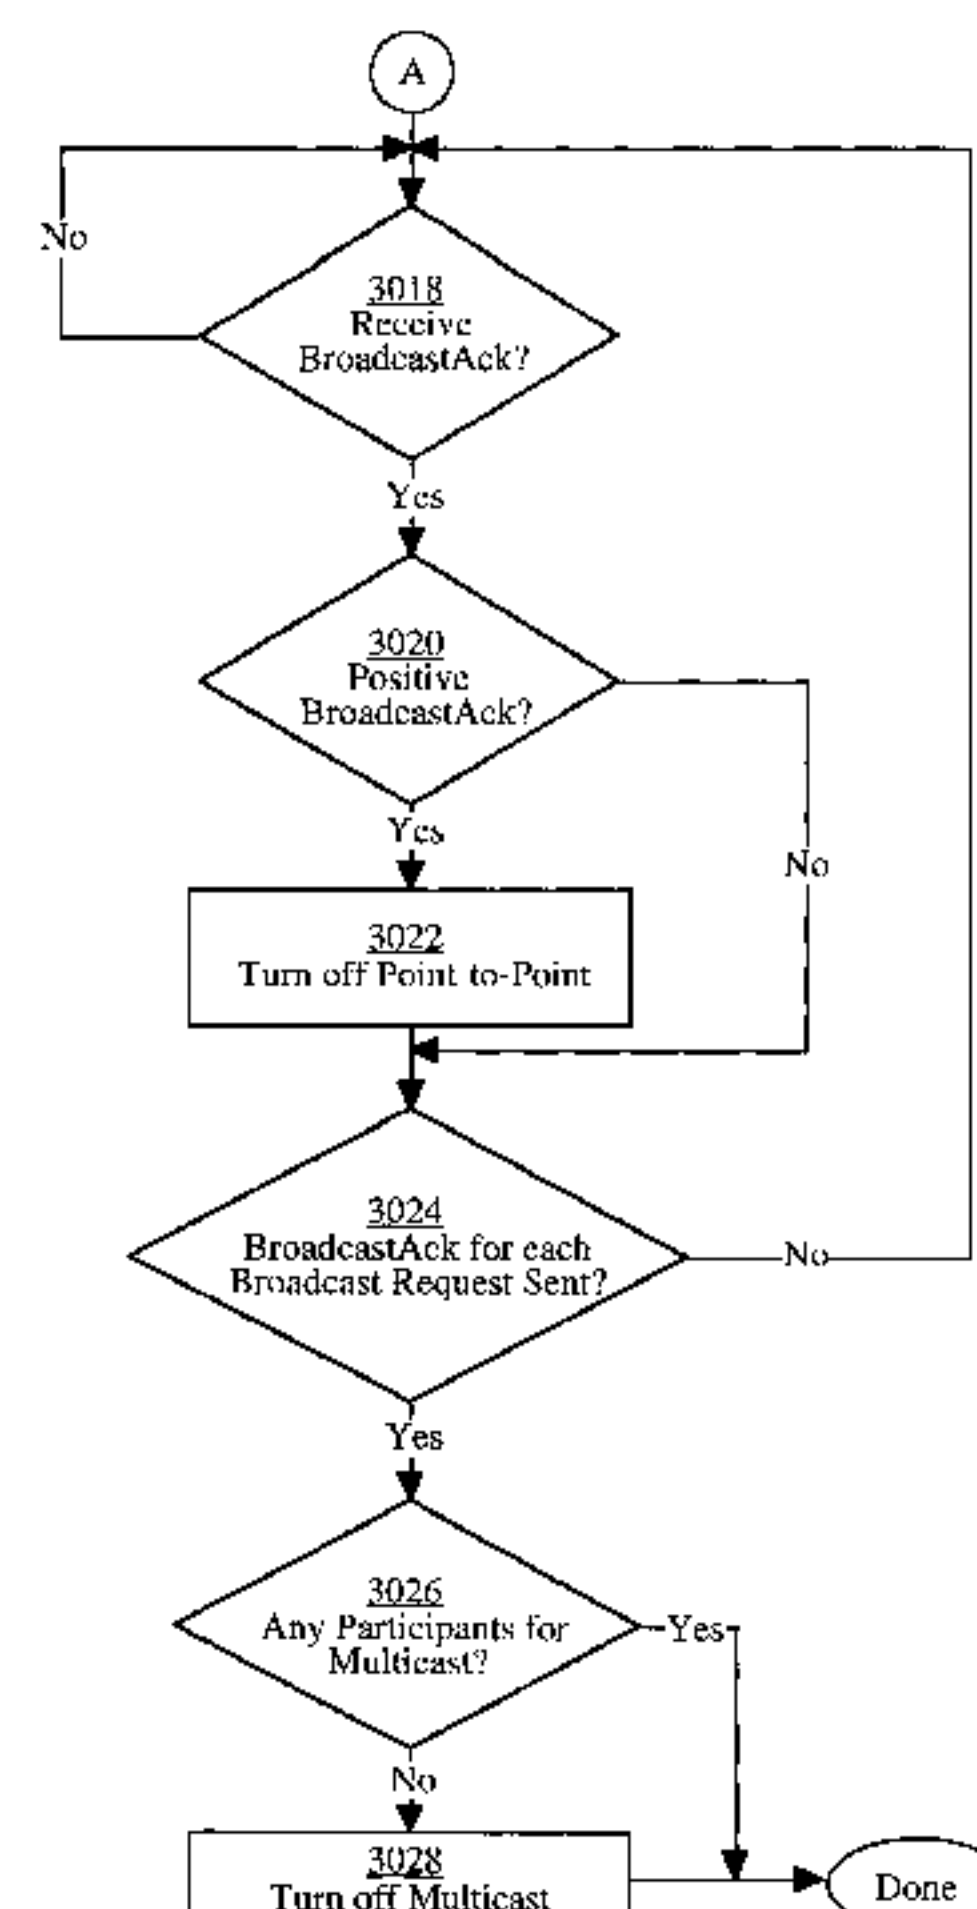 A
No
3018
Receive
BroadcastAck?
Yes
3020
Positive
BroadcastAck?
Yes
No
3022
Turn off Point to-Point
3024
BroadcastAck for each
Broadcast Request Sent?
No
Yes
3026
Any Participants for
Multicast?
Yes
No
3028
Turn off Multicast
Done